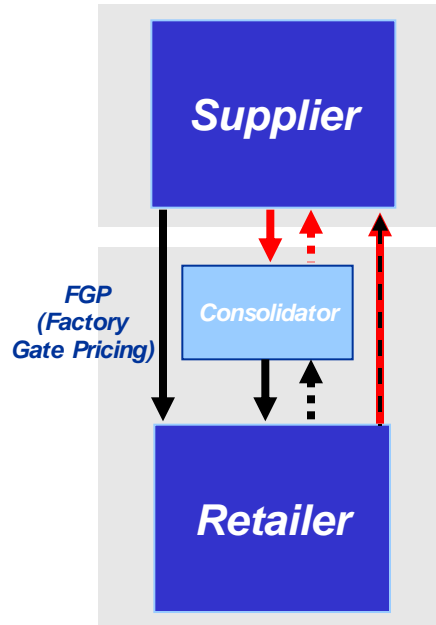 Supplier
FGP
(Factory
Gate Pricing)
Consolidator
Retailer